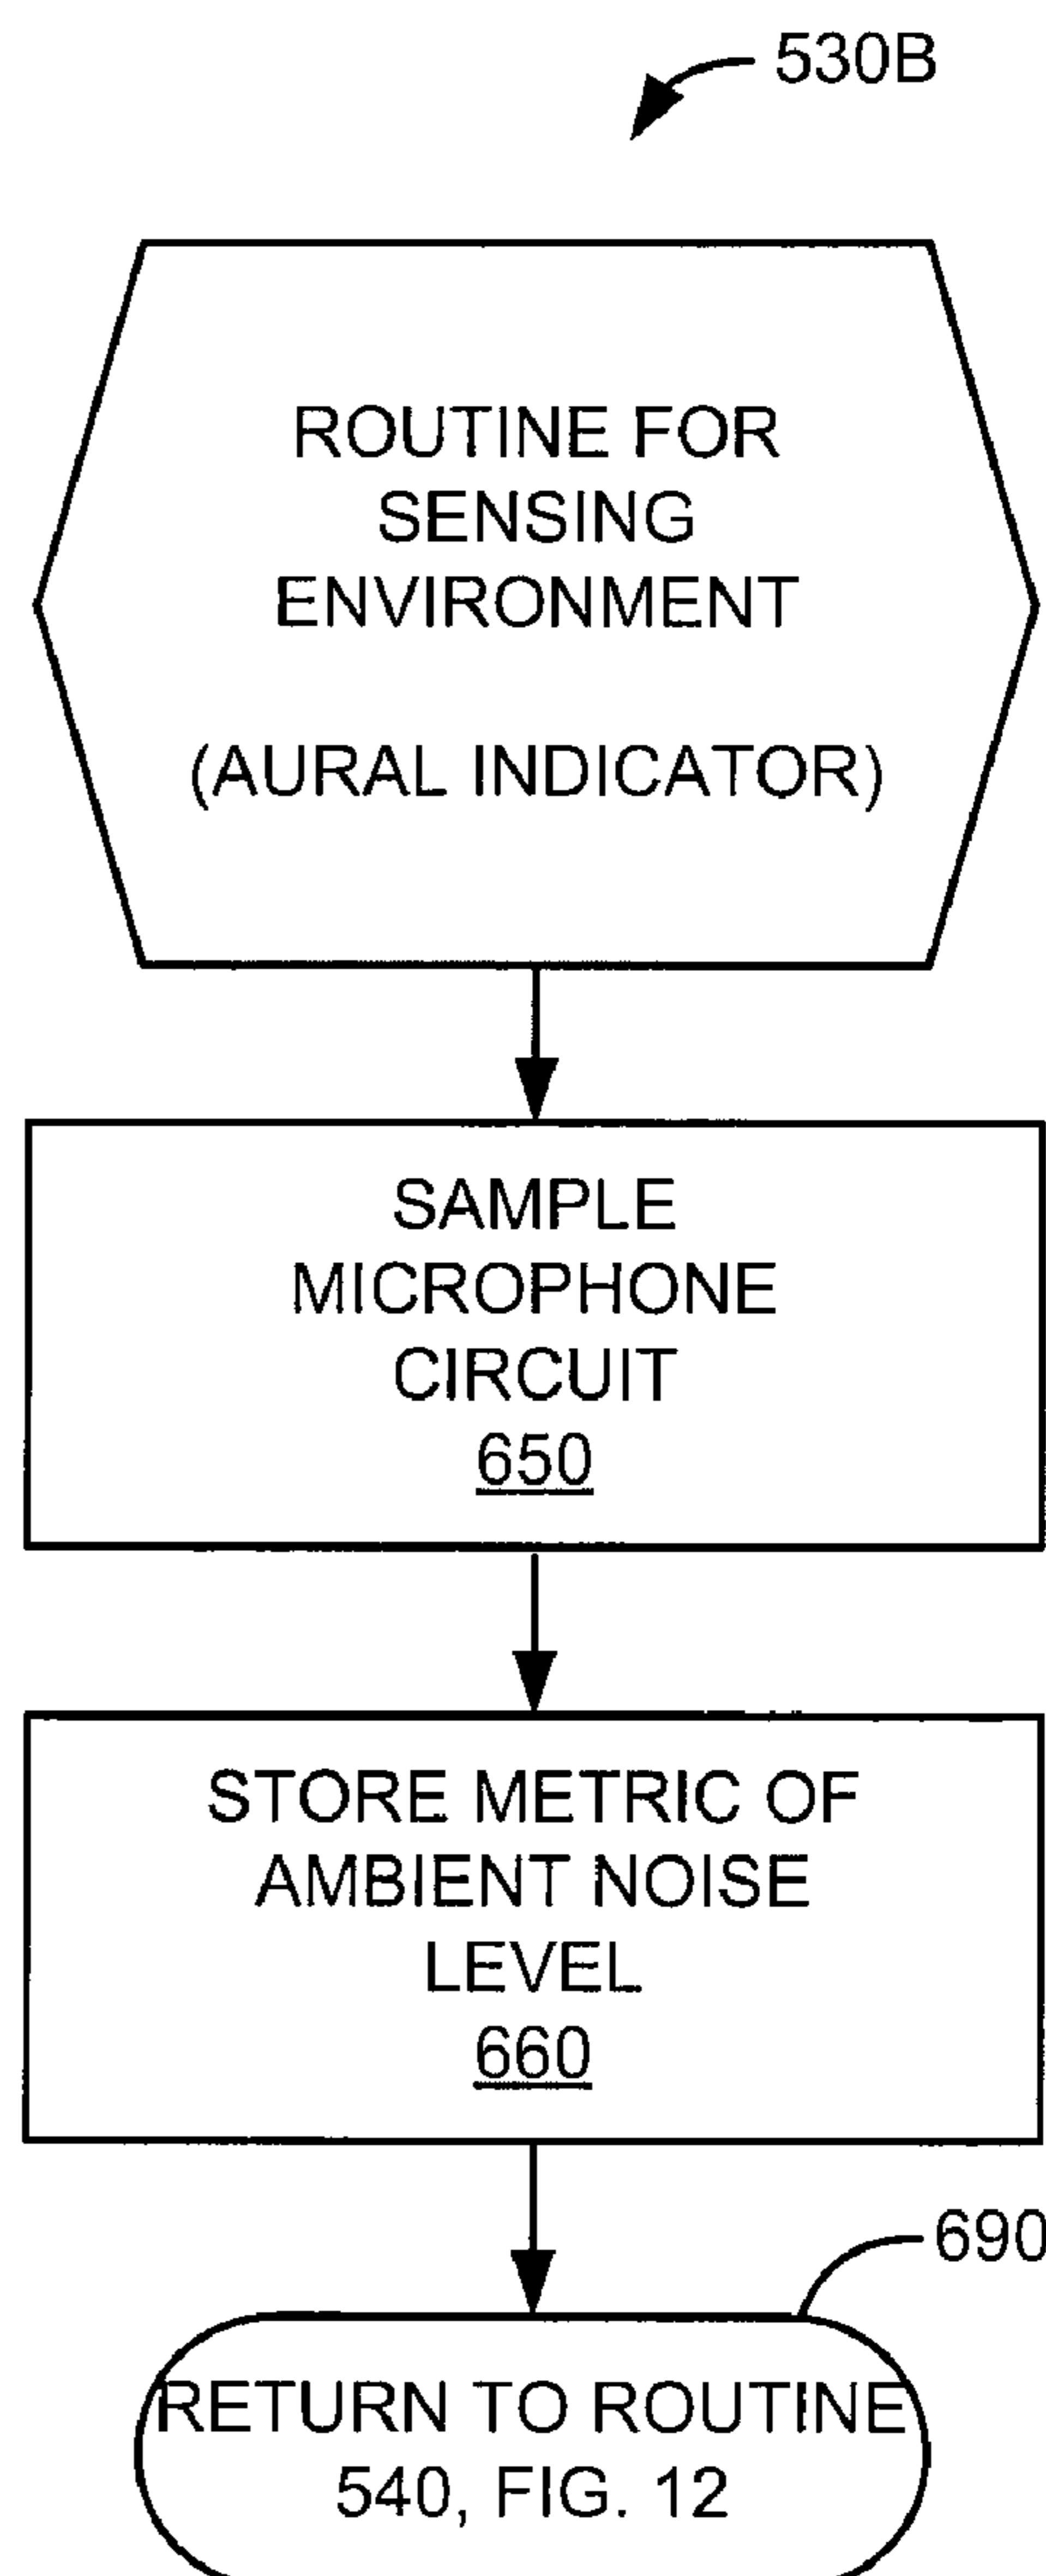 530B
ROUTINE FOR
SENSING
ENVIRONMENT
(AURAL INDICATOR)
SAMPLE
MICROPHONE
CIRCUIT
650
STORE METRIC OF
AMBIENT NOISE
LEVEL
660
690
RETURN TO ROUTINE
540, FIG. 12